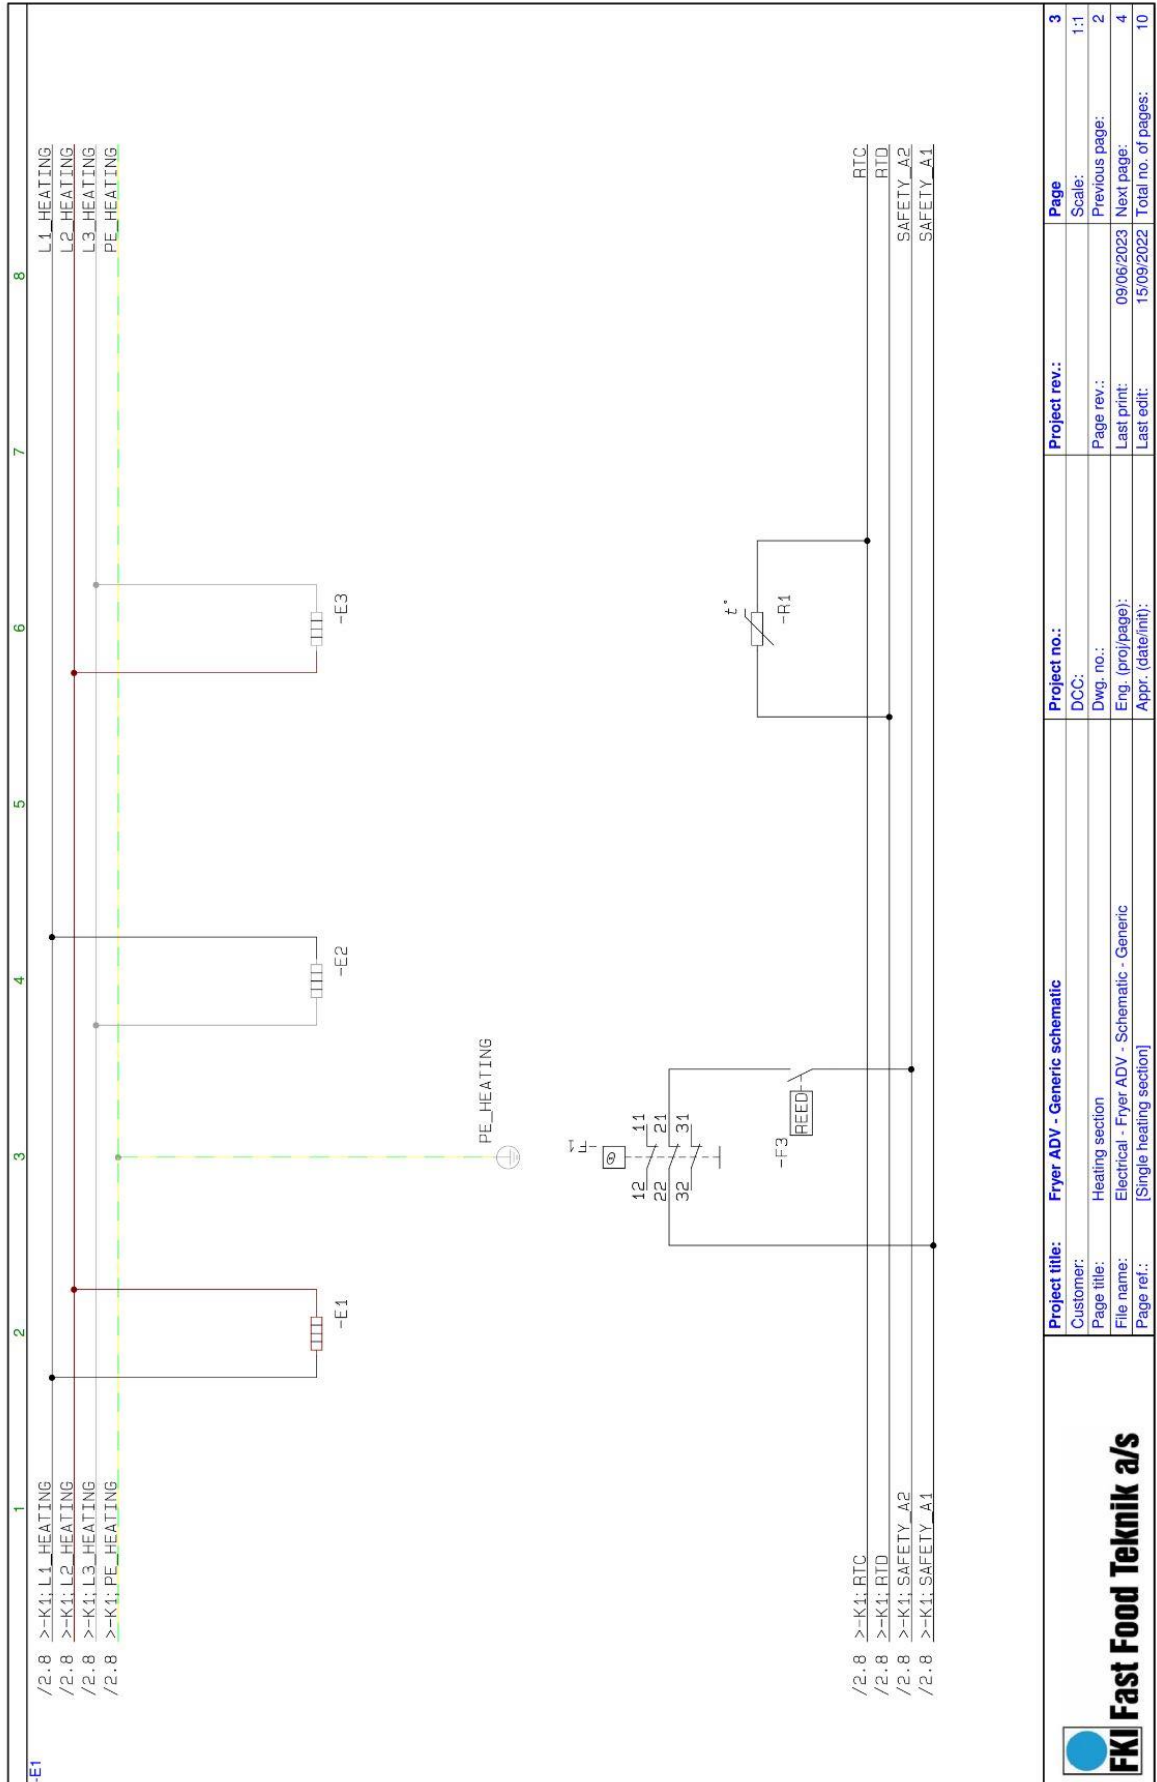 -E1
1 2 3 4 5 6 7 8
/2.8 >-K1; L1_HEATING L1_HEATING
/2.8 >-K1; L2_HEATING L2_HEATING
/2.8 >-K1; L3_HEATING L3_HEATING
/2.8 >-K1; PE_HEATING PE_HEATING
-E1
-E2
-E3
PE_HEATING
-F1
θ
12 11
22 21
32 31
-F3
REED
t°
-R1
/2.8 >-K1; RTC RTC
/2.8 >-K1; RTD RTD
/2.8 >-K1; SAFETY_A2 SAFETY_A2
/2.8 >-K1; SAFETY_A1 SAFETY_A1
FKI Fast Food Teknik a/s
Project title: Fryer ADV - Generic schematic Project no.: Project rev.: Page 3
Customer: DCC: Scale: 1:1
Page title: Heating section Dwg. no.: Page rev.: Previous page: 2
File name: Electrical - Fryer ADV - Schematic - Generic Eng. (proj/page): Last print: 09/06/2023 Next page: 4
Page ref.: [Single heating section] Appr. (date/init): Last edit: 15/09/2022 Total no. of pages: 10